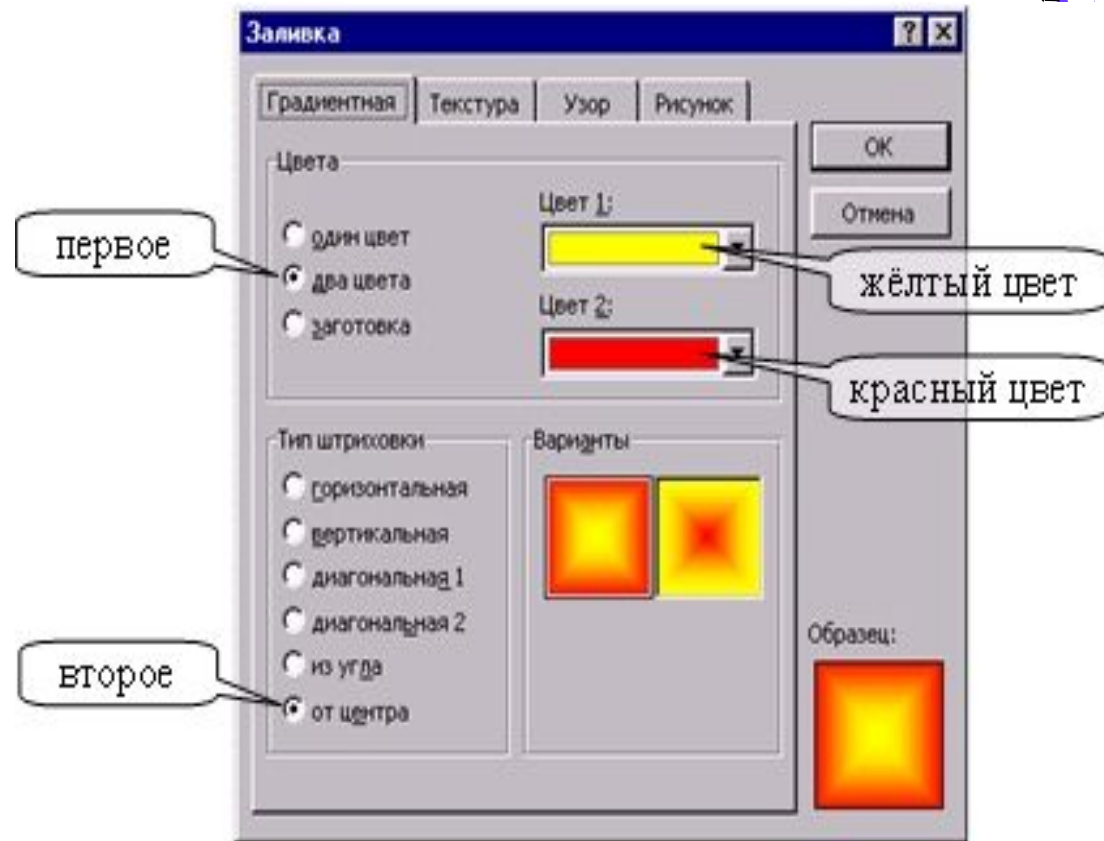 Заливка
Градиентная Текстура Узор Рисунок
ОК
Отмена
Цвета
один цвет
два цвета
заготовка
Цвет 1:
Цвет 2:
первое
жёлтый цвет
красный цвет
Тип штриховки
горизонтальная
вертикальная
диагональная 1
диагональная 2
из угла
от центра
второе
Варианты
Образец: